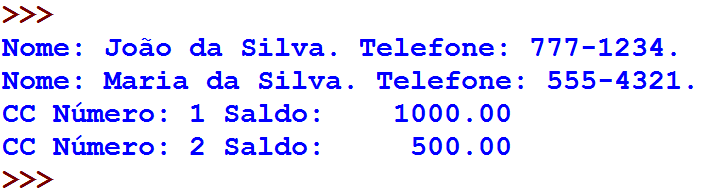 >>>
Nome: João da Silva. Telefone: 777-1234.
Nome: Maria da Silva. Telefone: 555-4321.
CC Número: 1 Saldo:    1000.00
CC Número: 2 Saldo:     500.00
>>>